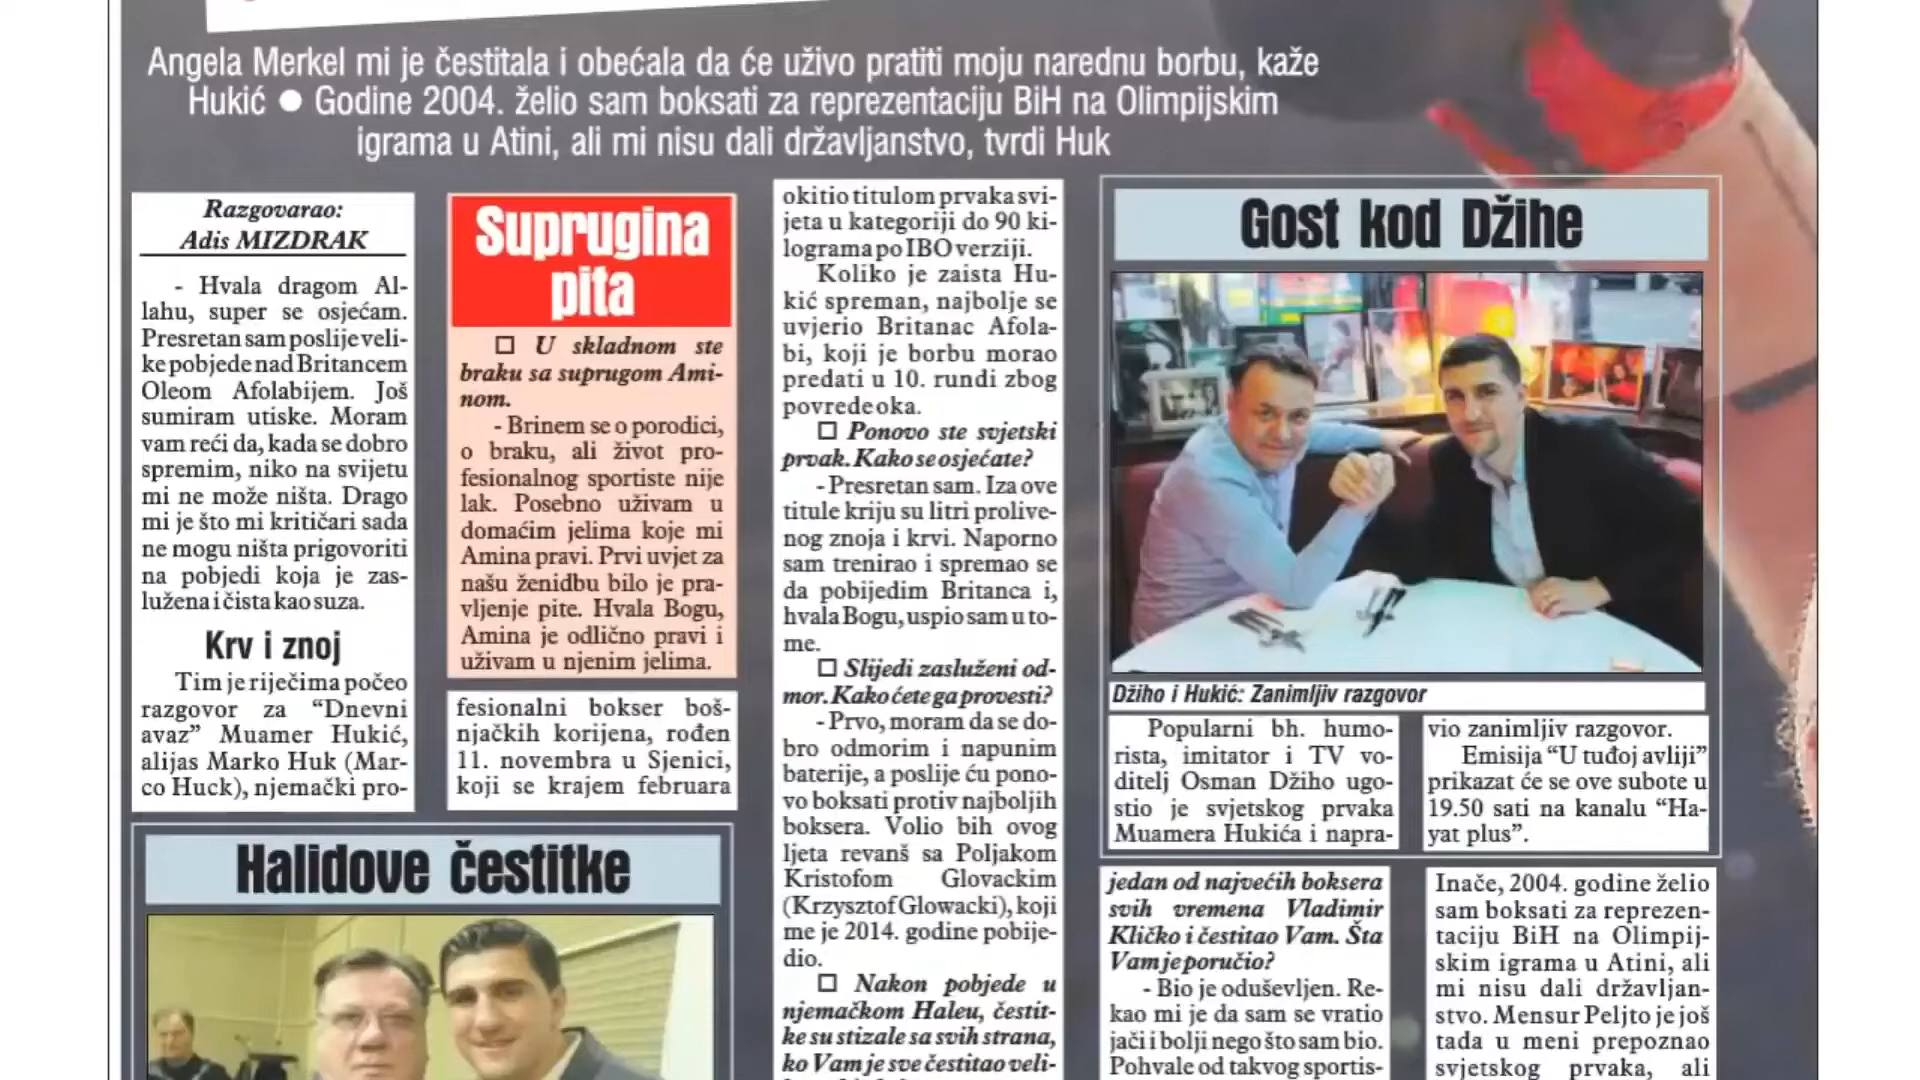 Angela Merkel mi je čestitala i obećala da će uživo pratiti moju narednu borbu, kaže
Hukić ● Godine 2004. želio sam boksati za reprezentaciju BiH na Olimpijskim
igrama u Atini, ali mi nisu dali državljanstvo, tvrdi Huk
Razgovarao:
Adis MIZDRAK
- Hvala dragom Al-
lahu, super se osjećam.
Presretan sam poslije veli-
ke pobjede nad Britancem
Oleom Afolabijem. Još
sumiram utiske. Moram
vam reći da, kada se dobro
spremim, niko na svijetu
mi ne može ništa. Drago
mi je što mi kritičari sada
ne mogu ništa prigovoriti
na pobjedi koja je zas-
lužena i čista kao suza.
Krv i znoj
Tim je riječima počeo
razgovor za “Dnevni
avaz” Muamer Hukić,
alijas Marko Huk (Mar-
co Huck), njemački pro-
Suprugina
pita
□ U skladnom ste
braku sa suprugom Ami-
nom.
- Brinem se o porodici,
o braku, ali život pro-
fesionalnog sportiste nije
lak. Posebno uživam u
domaćim jelima koje mi
Amina pravi. Prvi uvjet za
našu ženidbu bilo je pra-
vljenje pite. Hvala Bogu,
Amina je odlično pravi i
uživam u njenim jelima.
fesionalni bokser boš-
njačkih korijena, rođen
11. novembra u Sjenici,
koji se krajem februara
Halidove čestitke
okitio titulom prvaka svi-
jeta u kategoriji do 90 ki-
lograma po IBO verziji.
Koliko je zaista Hu-
kić spreman, najbolje se
uvjerio Britanac Afola-
bi, koji je borbu morao
predati u 10. rundi zbog
povrede oka.
□ Ponovo ste svjetski
prvak. Kako se osjećate?
- Presretan sam. Iza ove
titule kriju su litri prolive-
nog znoja i krvi. Naporno
sam trenirao i spremao se
da pobijedim Britanca i,
hvala Bogu, uspio sam u to-
me.
□ Slijedi zasluženi od-
mor. Kako ćete ga provesti?
- Prvo, moram da se do-
bro odmorim i napunim
baterije, a poslije ću pono-
vo boksati protiv najboljih
boksera. Volio bih ovog
ljeta revanš sa Poljakom
Kristofom Glovackim
(Krzysztof Glowacki), koji
me je 2014. godine pobije-
dio.
□ Nakon pobjede u
njemačkom Haleu, čestit-
ke su stizale sa svih strana,
ko Vam je sve čestitao veli-
Gost kod Džihe
Džiho i Hukić: Zanimljiv razgovor
Popularni bh. humo-
rista, imitator i TV vo-
ditelj Osman Džiho ugo-
stio je svjetskog prvaka
Muamera Hukića i napra-
vio zanimljiv razgovor.
Emisija “U tuđoj avliji”
prikazat će se ove subote u
19.50 sati na kanalu “Ha-
yat plus”.
jedan od najvećih boksera
svih vremena Vladimir
Kličko i čestitao Vam. Šta
Vam je poručio?
- Bio je oduševljen. Re-
kao mi je da sam se vratio
jači i bolji nego što sam bio.
Pohvale od takvog sportis-
Inače, 2004. godine želio
sam boksati za reprezen-
taciju BiH na Olimpij-
skim igrama u Atini, ali
mi nisu dali državljan-
stvo. Mensur Peljto je još
tada u meni prepoznao
svjetskog prvaka, ali